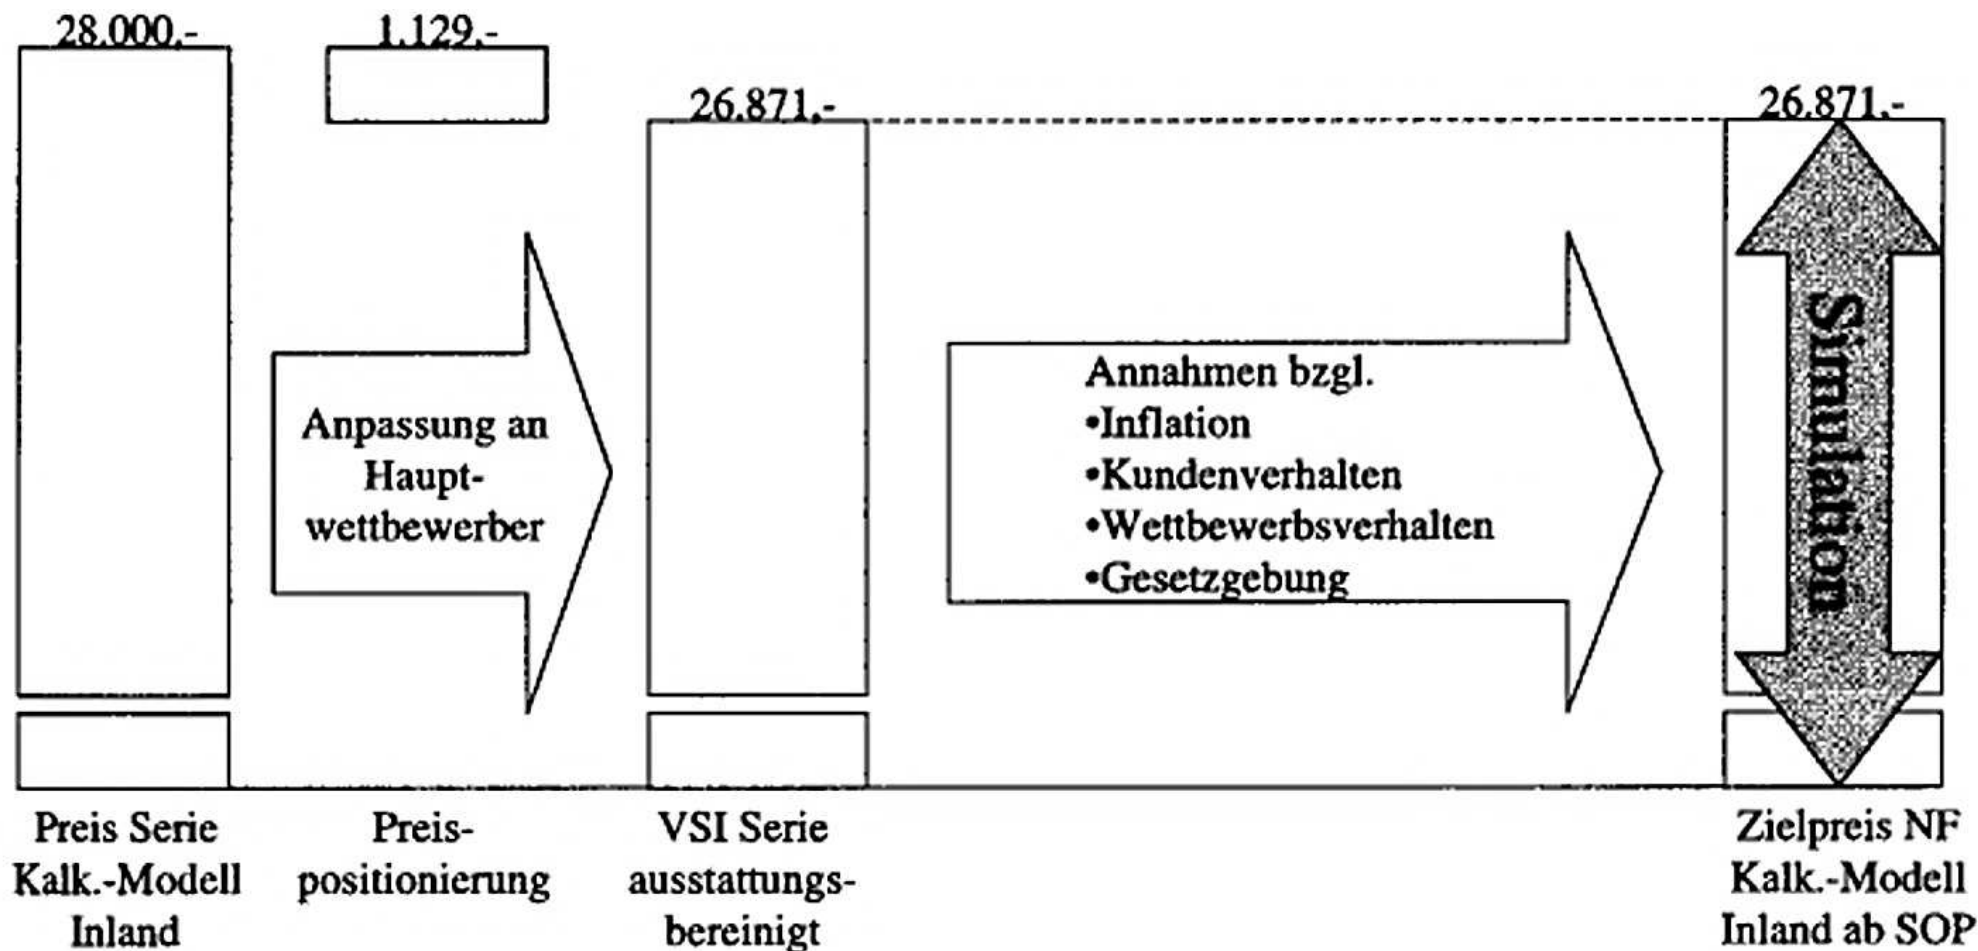 28.000,-
1.129,-
26.871,-
26.871,-
Anpassung an
Haupt-
wettbewerber
Annahmen bzgl.
•Inflation
•Kundenverhalten
•Wettbewerbsverhalten
•Gesetzgebung
Simulation
Preis Serie
Kalk.-Modell
Inland
Preis-
positionierung
VSI Serie
ausstattungs-
bereinigt
Zielpreis NF
Kalk.-Modell
Inland ab SOP